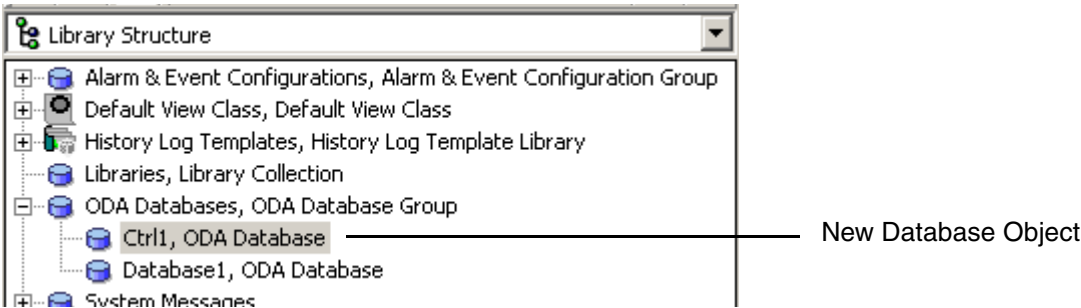 Library Structure
Alarm & Event Configurations, Alarm & Event Configuration Group
Default View Class, Default View Class
History Log Templates, History Log Template Library
Libraries, Library Collection
ODA Databases, ODA Database Group
Ctrl1, ODA Database
New Database Object
Database1, ODA Database
System Messages